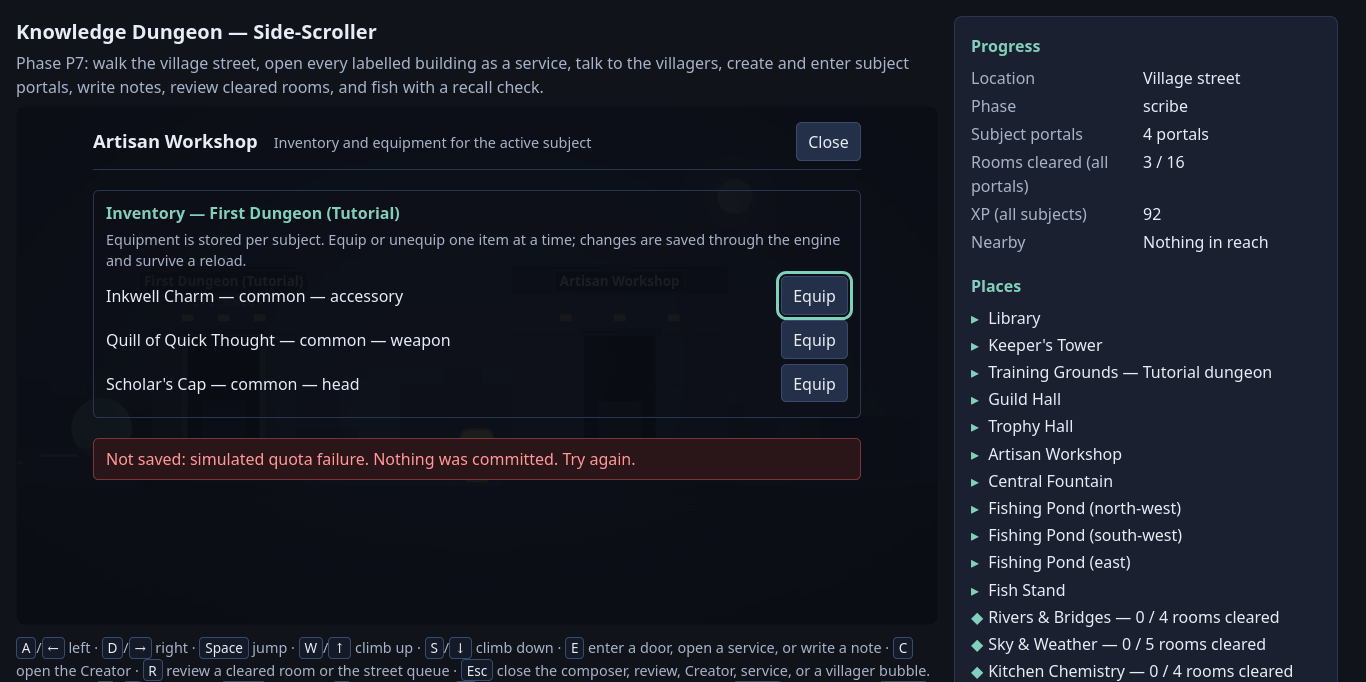 Knowledge Dungeon — Side-Scroller
Phase P7: walk the village street, open every labelled building as a service, talk to the villagers, create and enter subject
portals, write notes, review cleared rooms, and fish with a recall check.
Artisan Workshop Inventory and equipment for the active subject Close
Inventory — First Dungeon (Tutorial)
Equipment is stored per subject. Equip or unequip one item at a time; changes are saved through the engine
and survive a reload.
First Dungeon (Tutorial) Artisan Workshop
Inkwell Charm — common — accessory Equip
Quill of Quick Thought — common — weapon Equip
Scholar's Cap — common — head Equip
Not saved: simulated quota failure. Nothing was committed. Try again.
A/← left · D/→ right · Space jump · W/↑ climb up · S/↓ climb down · E enter a door, open a service, or write a note · C
open the Creator · R review a cleared room or the street queue · Esc close the composer, review, Creator, service, or a villager bubble.
Progress
Location Village street
Phase scribe
Subject portals 4 portals
Rooms cleared (all 3 / 16
portals)
XP (all subjects) 92
Nearby Nothing in reach
Places
▸ Library
▸ Keeper's Tower
▸ Training Grounds — Tutorial dungeon
▸ Guild Hall
▸ Trophy Hall
▸ Artisan Workshop
▸ Central Fountain
▸ Fishing Pond (north-west)
▸ Fishing Pond (south-west)
▸ Fishing Pond (east)
▸ Fish Stand
◆ Rivers & Bridges — 0 / 4 rooms cleared
◆ Sky & Weather — 0 / 5 rooms cleared
◆ Kitchen Chemistry — 0 / 4 rooms cleared